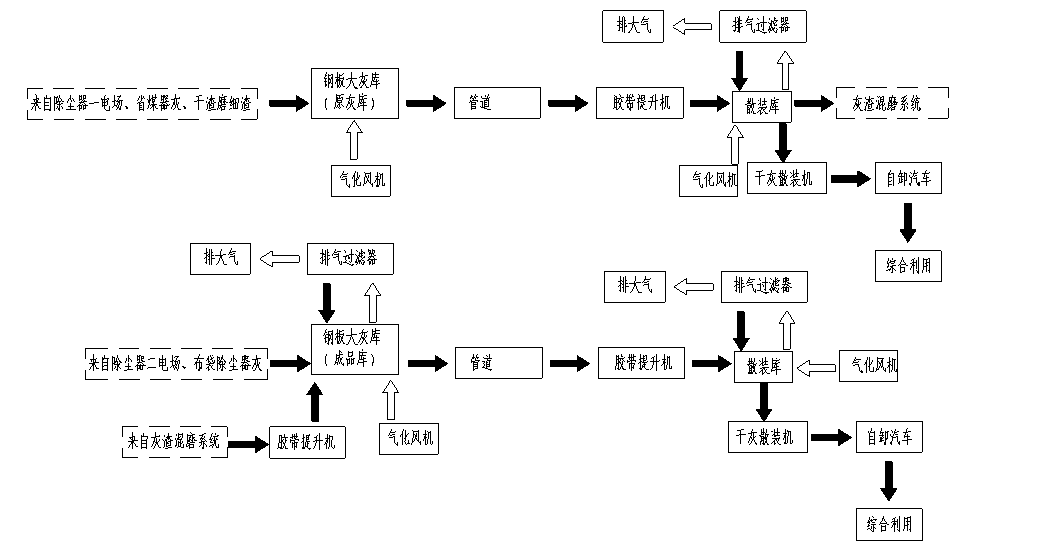 排大气
排气过滤器
来自除尘器一电场、省煤器灰、干渣磨细渣
钢板大灰库
(原灰库)
管道
胶带提升机
散装库
灰渣混磨系统
气化风机
气化风机
干灰散装机
自卸汽车
综合利用
排大气
排气过滤器
排大气
排气过滤器
来自除尘器二电场、布袋除尘器灰
钢板大灰库
(成品库)
管道
胶带提升机
散装库
气化风机
来自灰渣混磨系统
胶带提升机
气化风机
干灰散装机
自卸汽车
综合利用